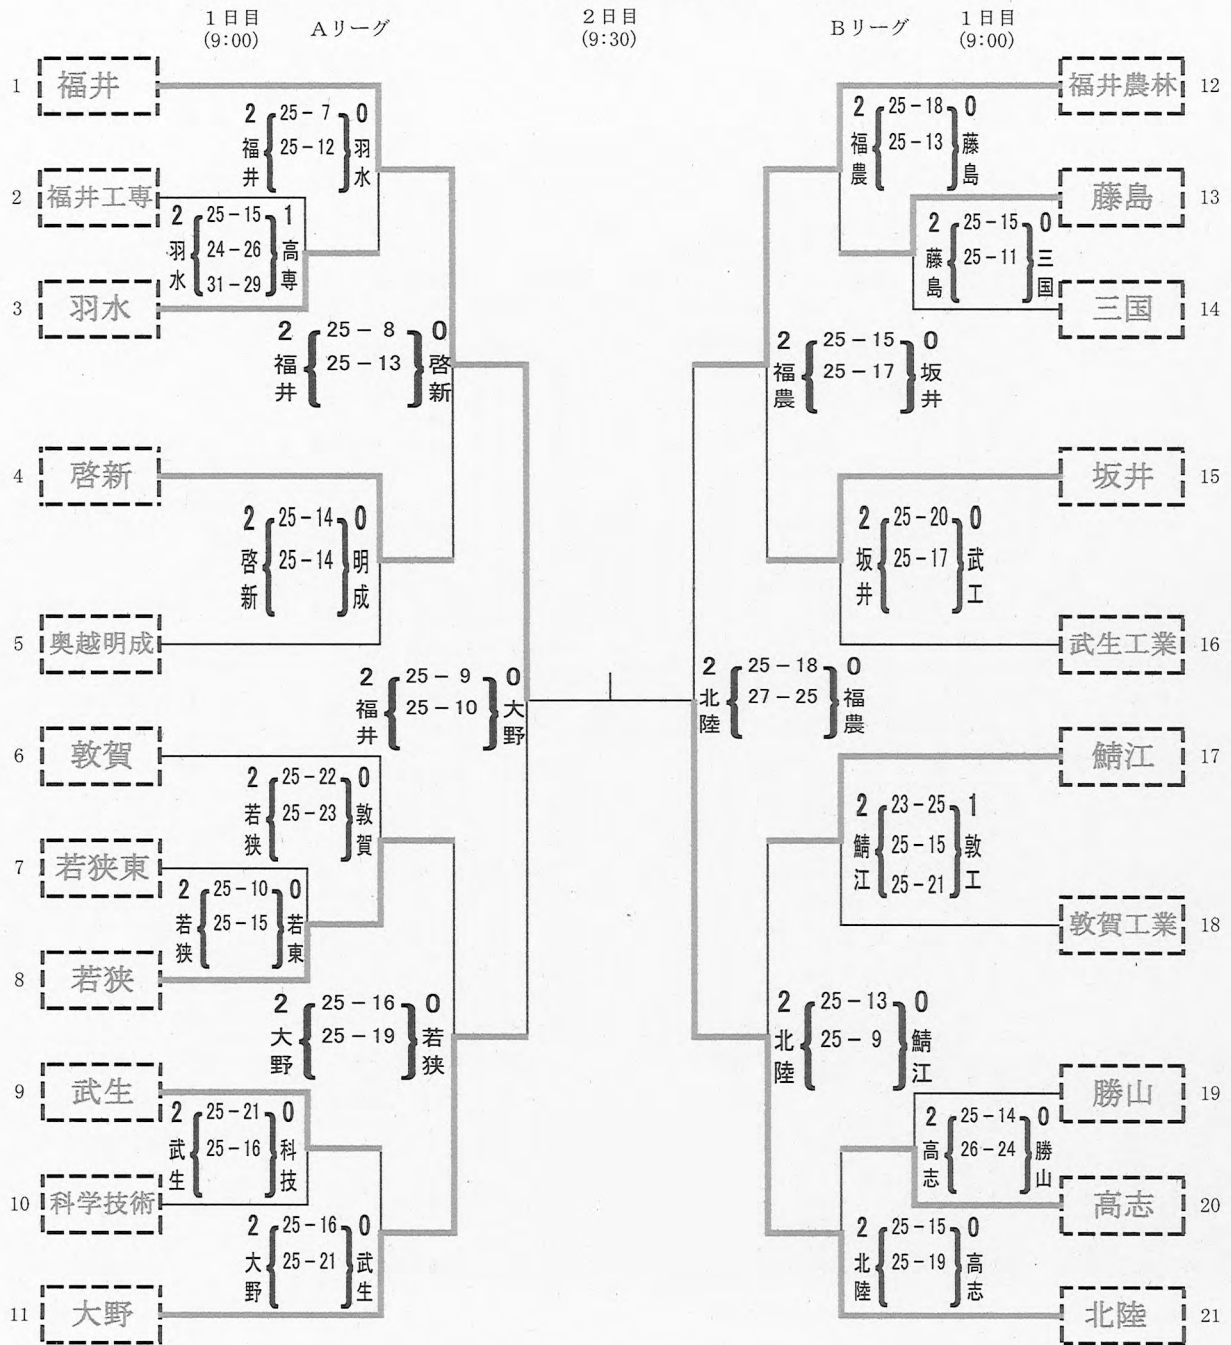 1日目
(9:00)
Aリーグ
2日目
(9:30)
Bリーグ
1日目
(9:00)
1 福井
2 福井工専
3 羽水
4 啓新
5 奥越明成
6 敦賀
7 若狭東
8 若狭
9 武生
10 科学技術
11 大野
2 福井 25－7 0 羽水
25－12
2 羽水 25－15 1 高専
24－26
31－29
2 福井 25－8 0 啓新
25－13
2 啓新 25－14 0 明成
25－14
2 福井 25－9 0 大野
25－10
2 若狭 25－22 0 敦賀
25－23
2 若狭 25－10 0 若東
25－15
2 大野 25－16 0 若狭
25－19
2 武生 25－21 0 科技
25－16
2 大野 25－16 0 武生
25－21
福井農林 12
藤島 13
三国 14
坂井 15
武生工業 16
鯖江 17
敦賀工業 18
勝山 19
高志 20
北陸 21
2 福農 25－18 0 藤島
25－13
2 藤島 25－15 0 三国
25－11
2 福農 25－15 0 坂井
25－17
2 坂井 25－20 0 武工
25－17
2 北陸 25－18 0 福農
27－25
2 鯖江 23－25 1 敦工
25－15
25－21
2 北陸 25－13 0 鯖江
25－9
2 高志 25－14 0 勝山
26－24
2 北陸 25－15 0 高志
25－19